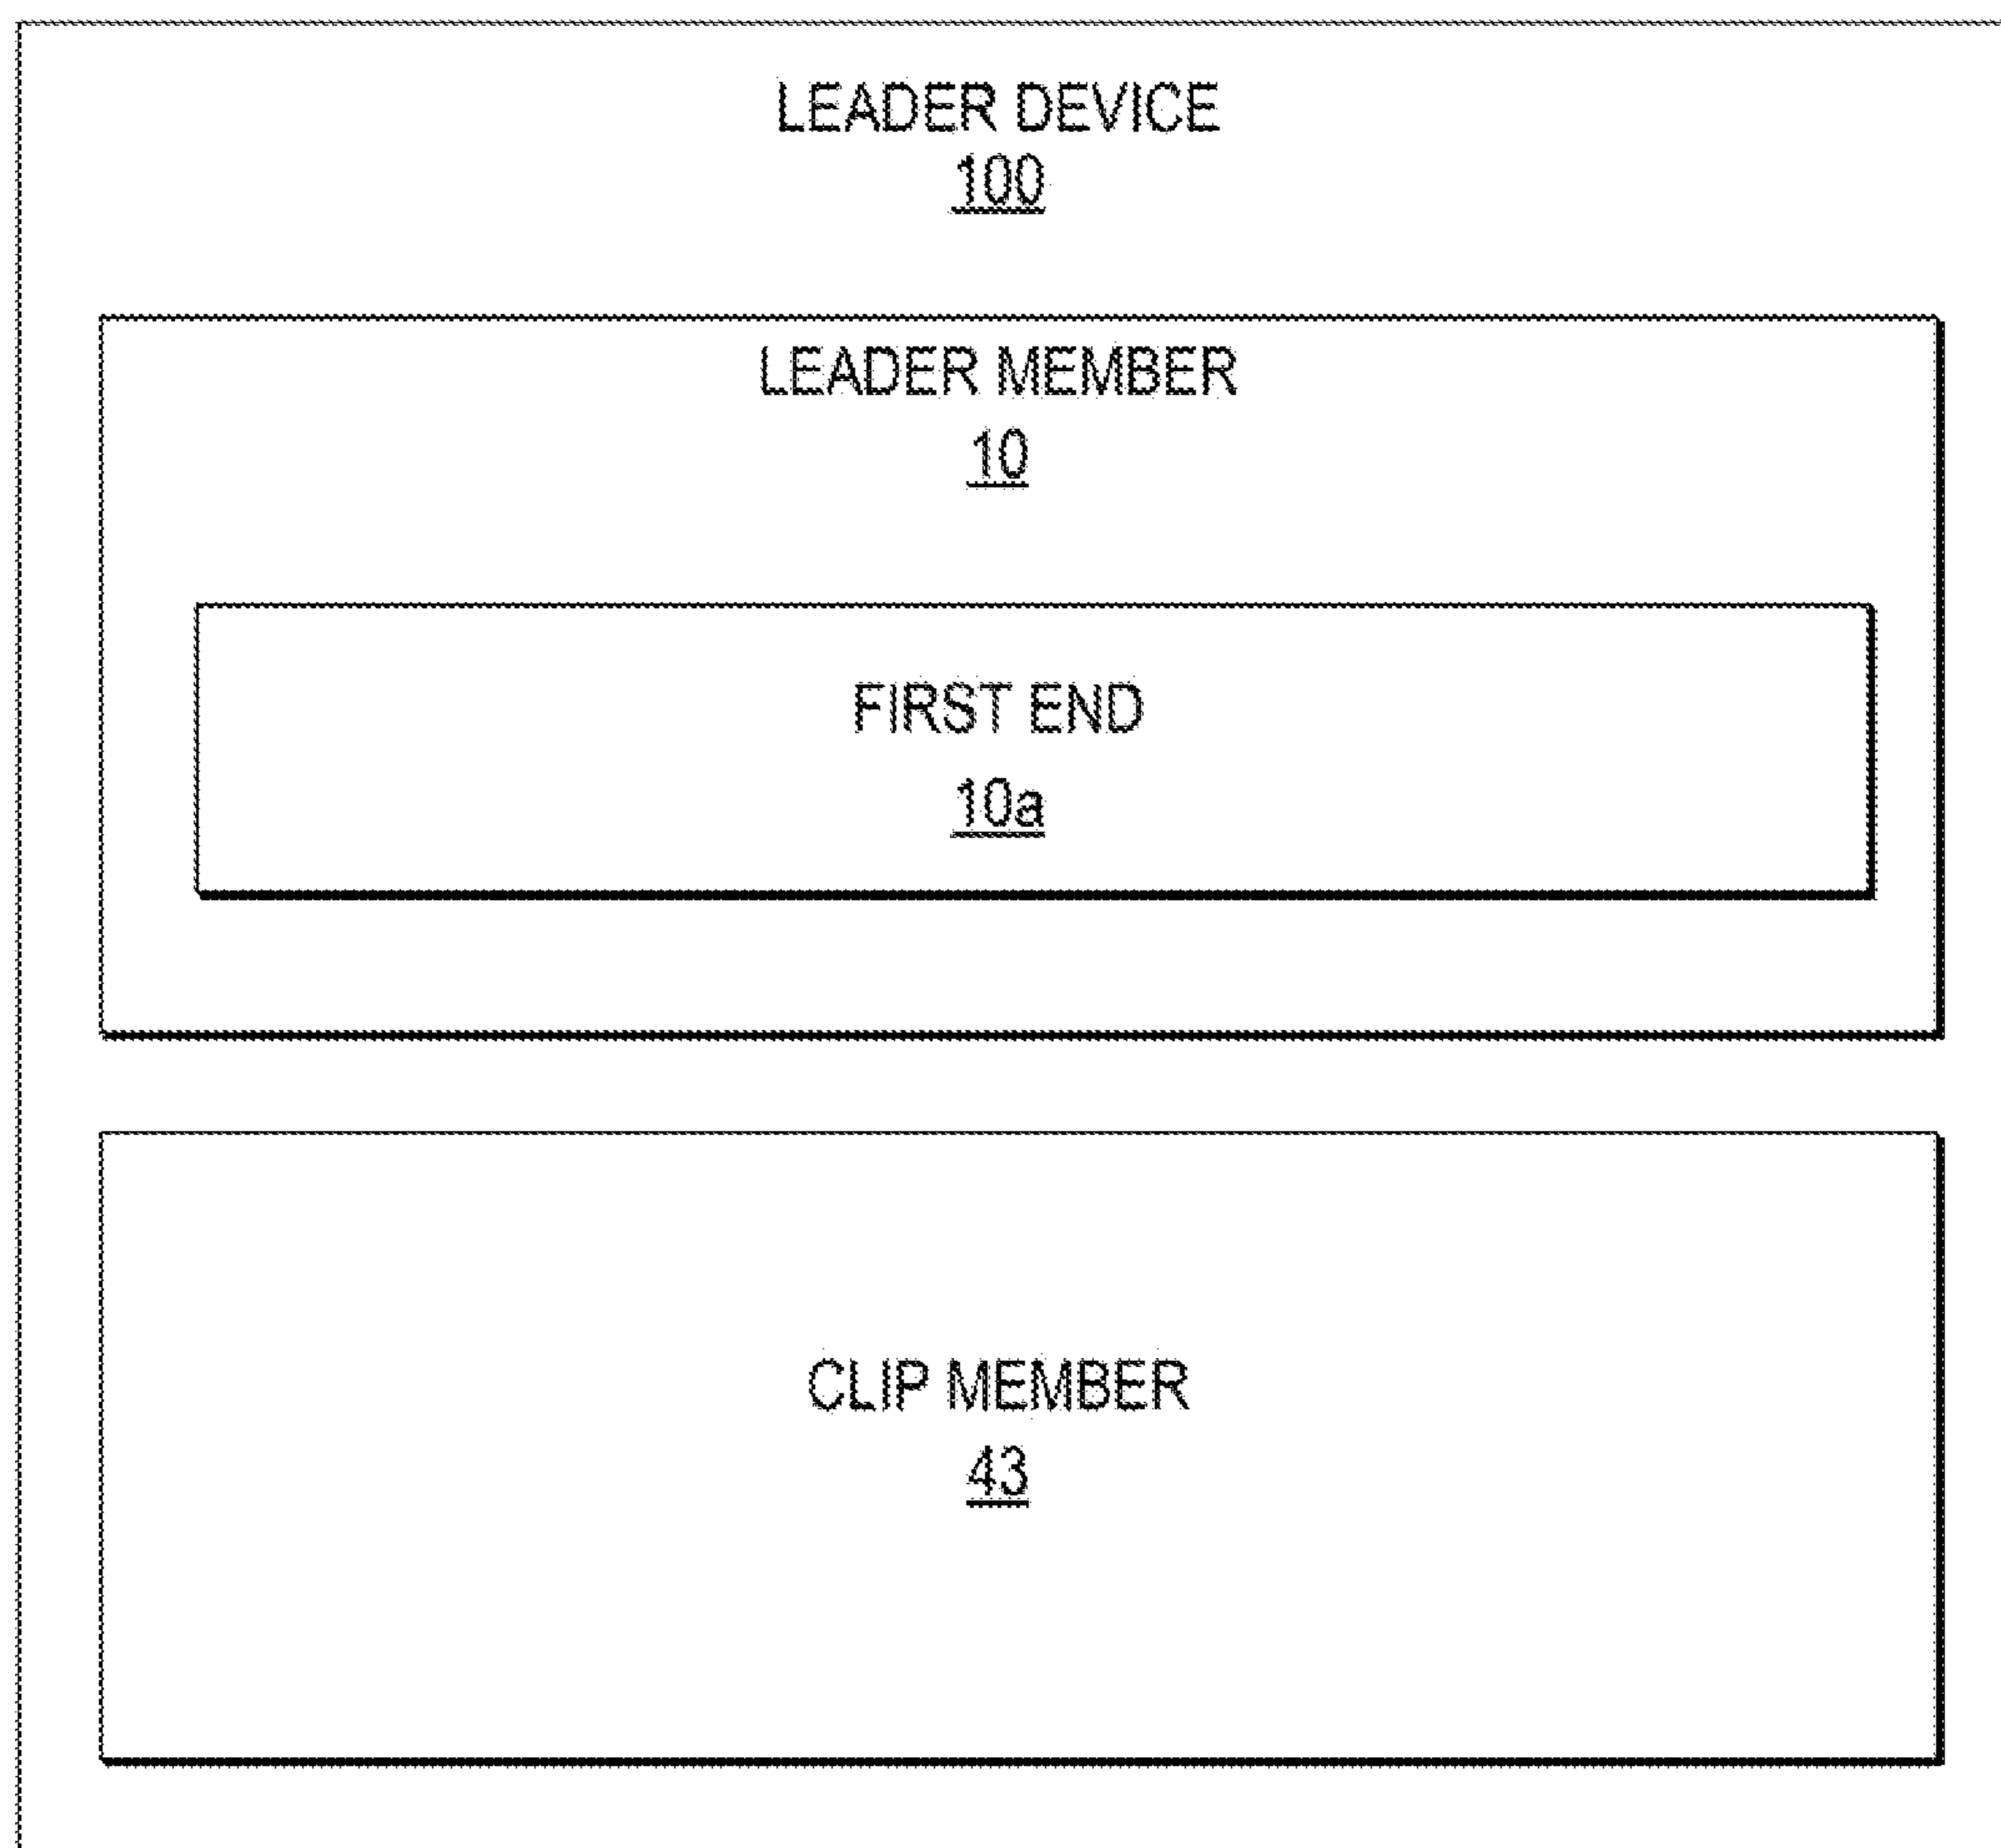 LEADER DEVICE
100
LEADER MEMBER
10
FIRST END
10a
CLIP MEMBER
43